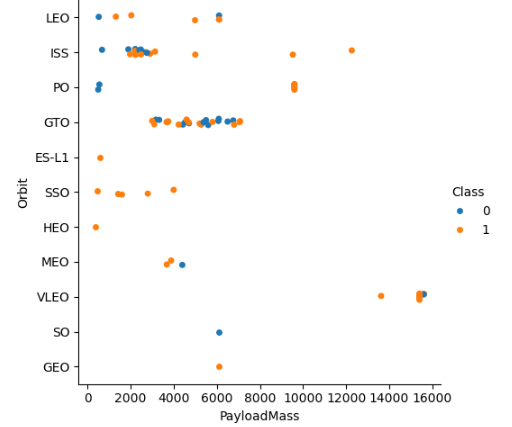 LEO
ISS
PO
GTO
ES-L1
SSO
HEO
MEO
VLEO
SO
GEO
Orbit
0 2000 4000 6000 8000 10000 12000 14000 16000
PayloadMass
Class
0
1